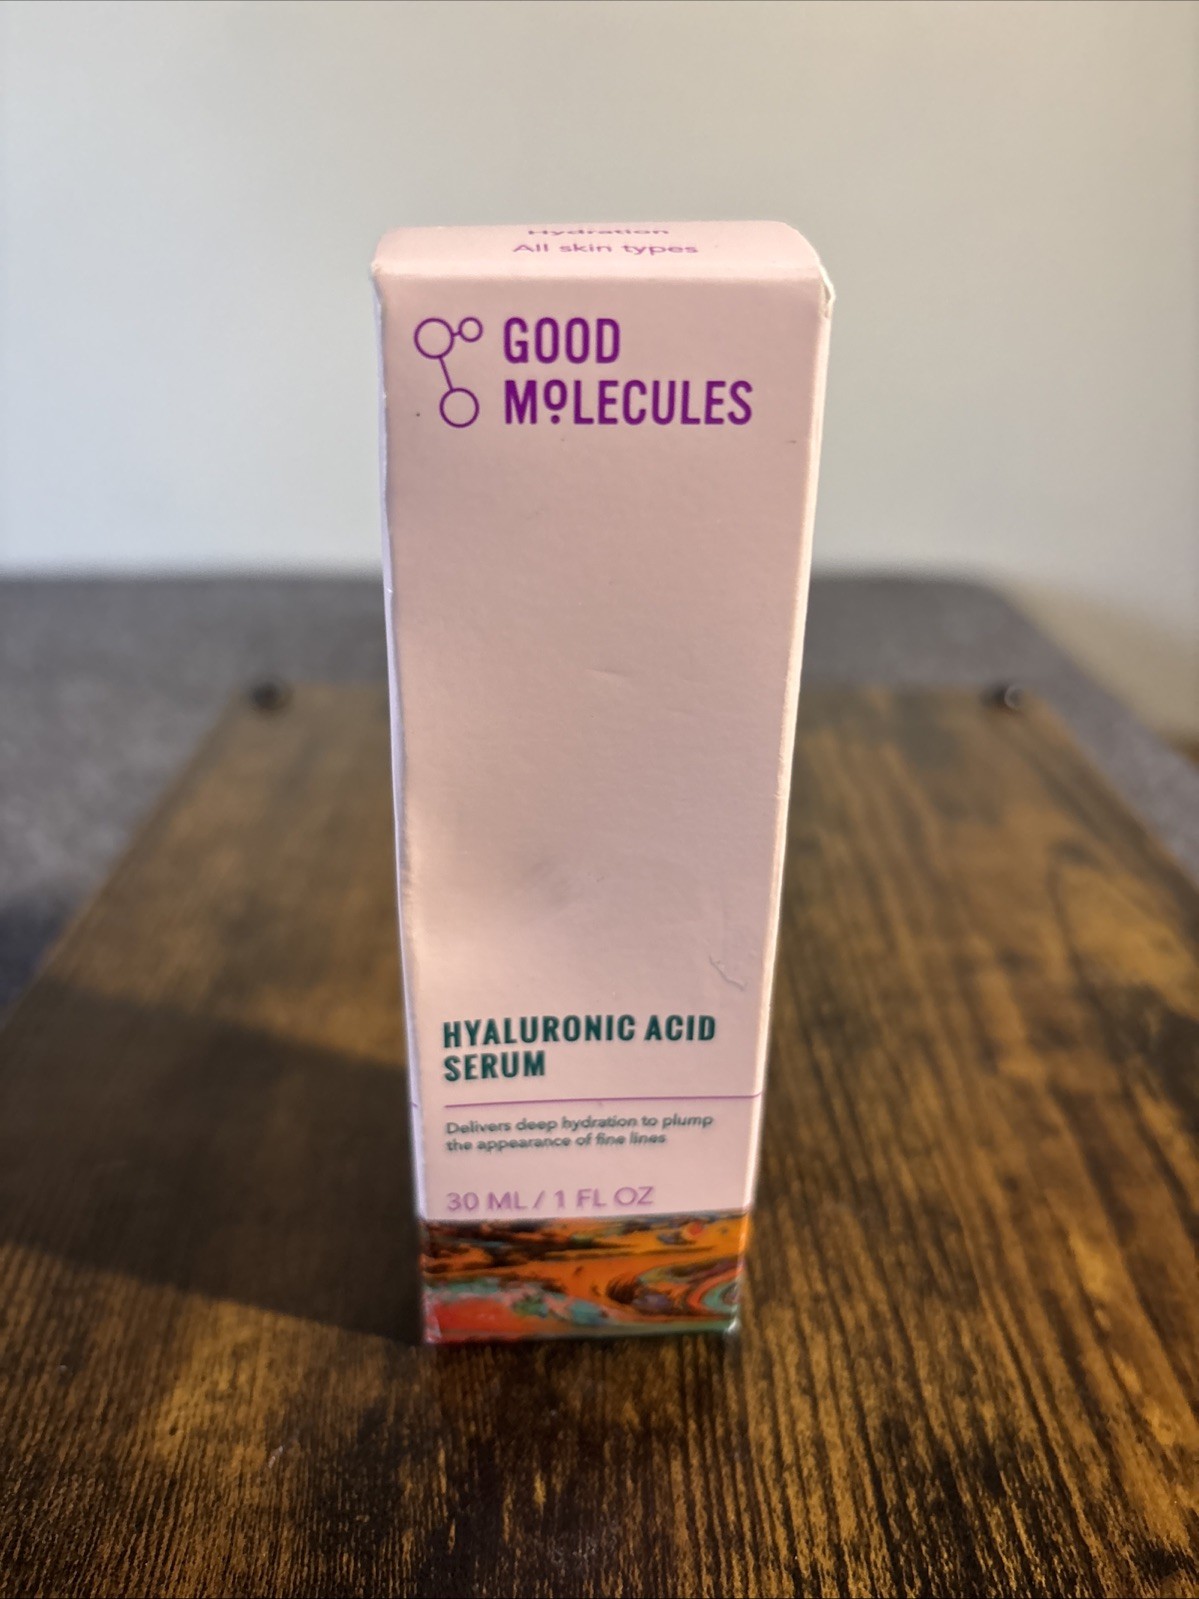 Hydration
All skin types
GOOD
MOLECULES
HYALURONIC ACID
SERUM
Delivers deep hydration to plump
the appearance of fine lines
30 ML / 1 FL OZ